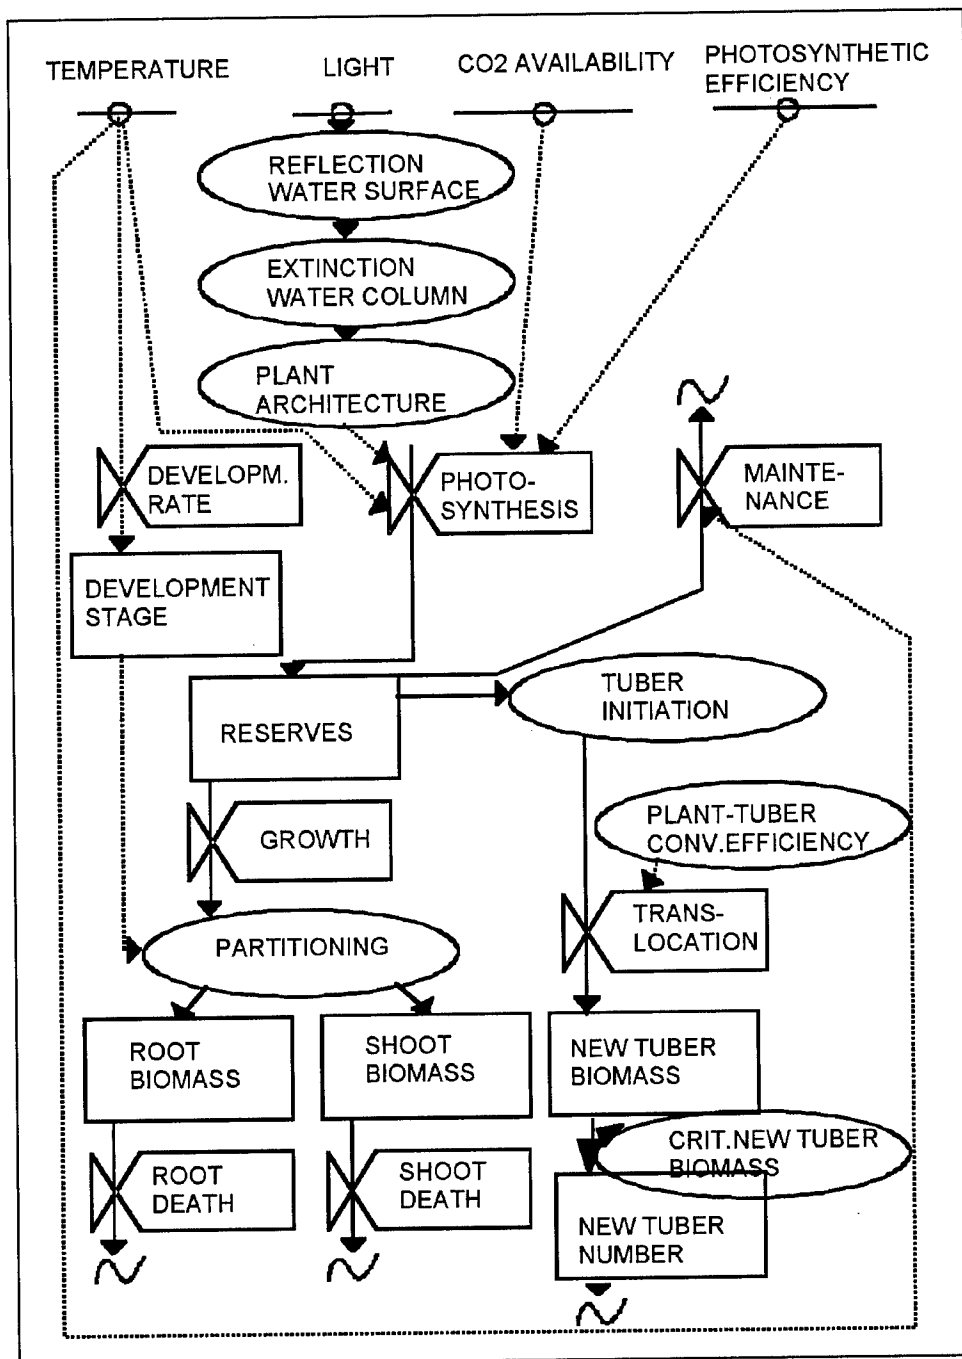 TEMPERATURE
LIGHT
CO2 AVAILABILITY
PHOTOSYNTHETIC
EFFICIENCY
REFLECTION
WATER SURFACE
EXTINCTION
WATER COLUMN
PLANT
ARCHITECTURE
DEVELOPM.
RATE
PHOTO-
SYNTHESIS
MAINTE-
NANCE
DEVELOPMENT
STAGE
RESERVES
TUBER
INITIATION
GROWTH
PLANT-TUBER
CONV.EFFICIENCY
TRANS-
LOCATION
PARTITIONING
ROOT
BIOMASS
SHOOT
BIOMASS
NEW TUBER
BIOMASS
CRIT.NEW TUBER
BIOMASS
ROOT
DEATH
SHOOT
DEATH
NEW TUBER
NUMBER